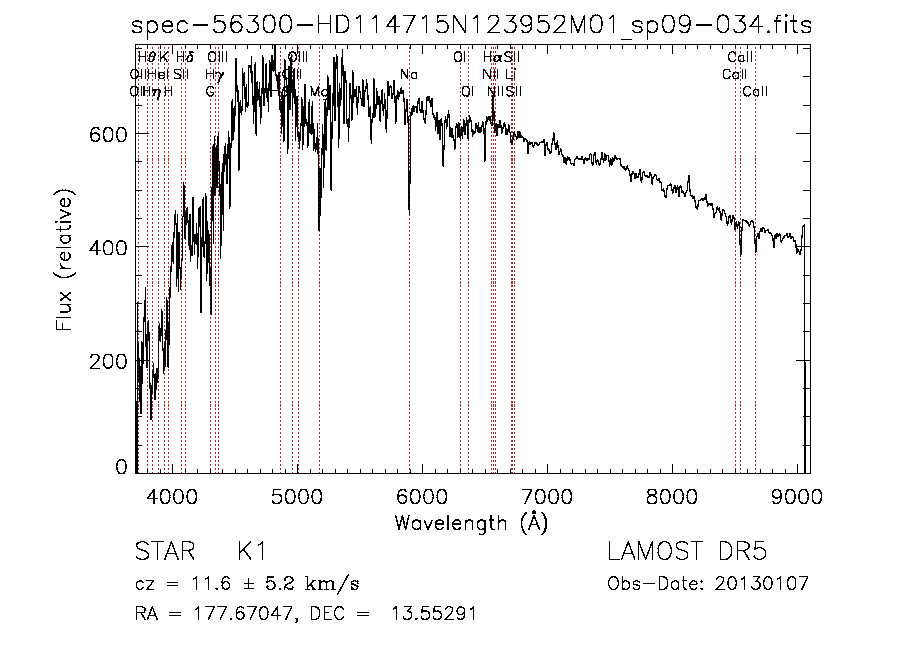 spec-56300-HD114715N123952M01_sp09-034.fits
Hθ K Hδ OIII OIII OI Hα SII CaII
OII HeI SII Hγ OIII Na NII Li CaII
OII Hη H G Mg OI NII SII CaII
600
400
200
0
Flux (relative)
4000 5000 6000 7000 8000 9000
Wavelength (Å)
STAR K1 LAMOST DR5
cz = 11.6 ± 5.2 km/s Obs-Date: 20130107
RA = 177.67047, DEC = 13.55291